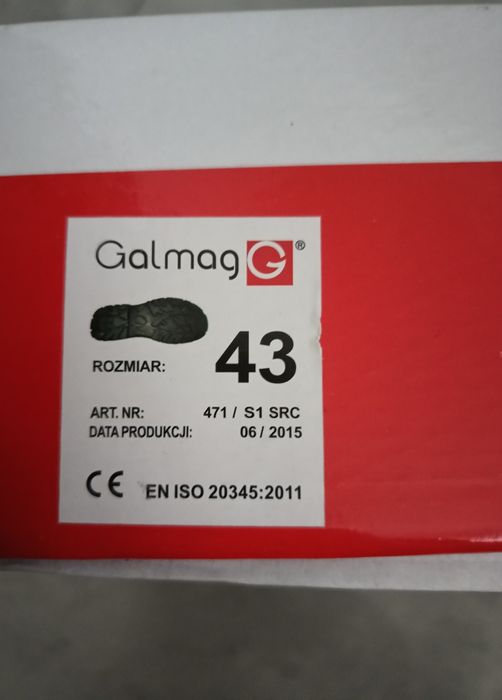 Galmag G ®
ROZMIAR: 43
ART. NR: 471 / S1 SRC
DATA PRODUKCJI: 06 / 2015
CE EN ISO 20345:2011